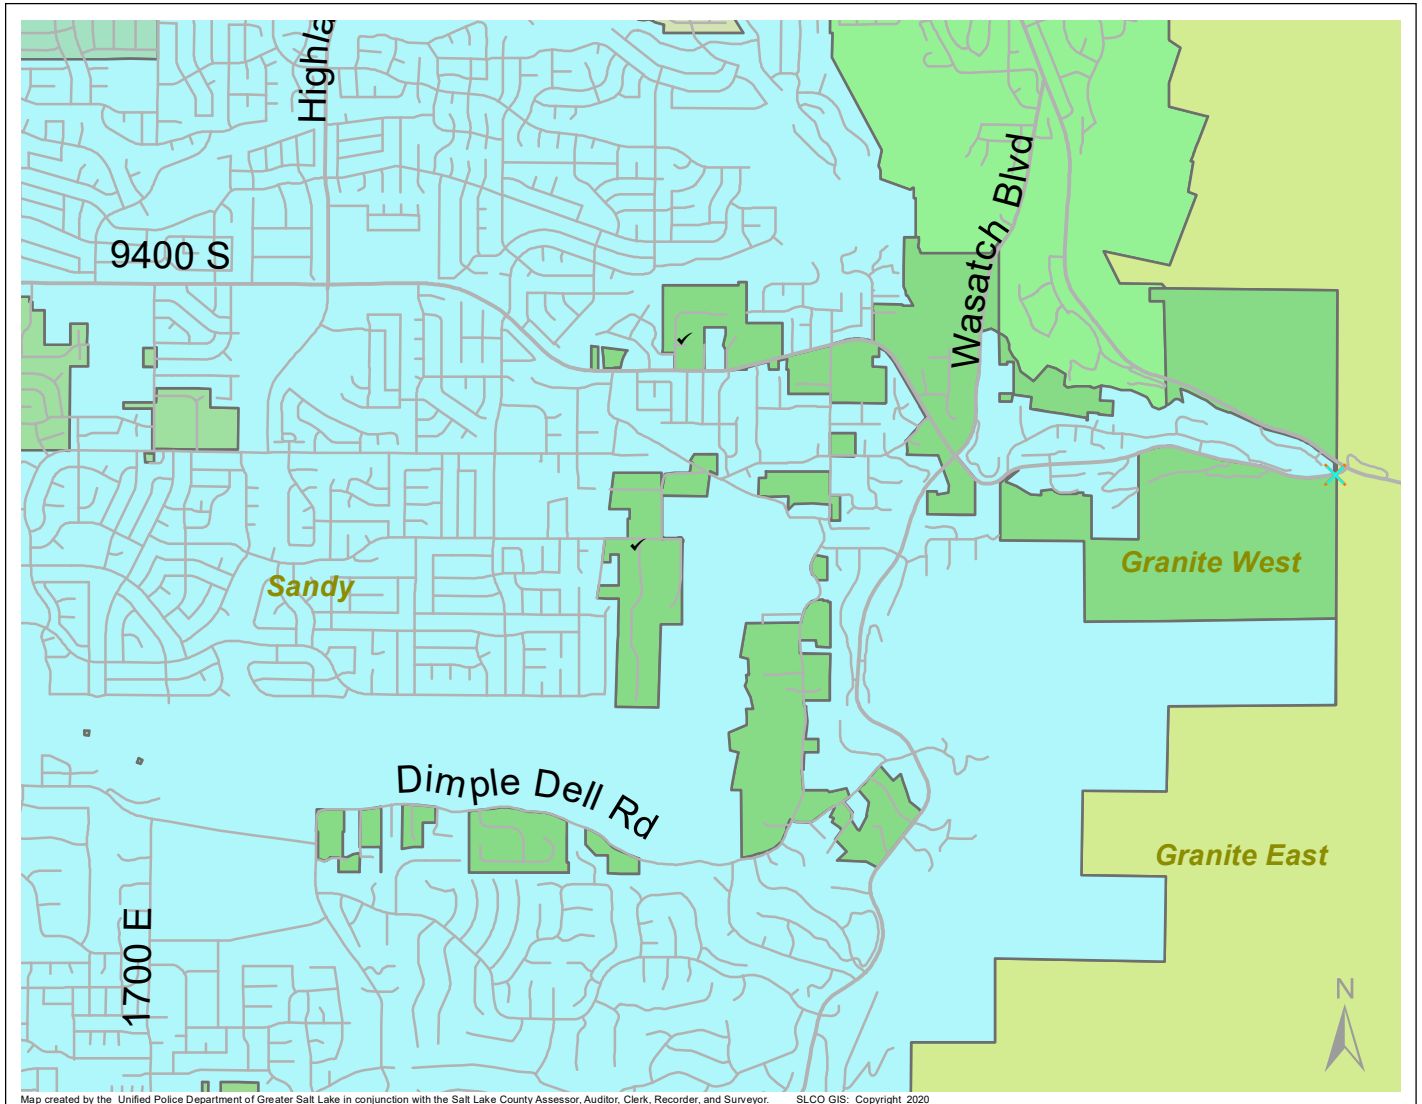 Highla
Wasatch Blvd
9400 S
Granite West
Sandy
Dimple Dell Rd
Granite East
1700 E
N
Map created by the Unified Police Department of Greater Salt Lake in conjunction with the Salt Lake County Assessor, Auditor, Clerk, Recorder, and Surveyor. SLCO GIS: Copyright 2020